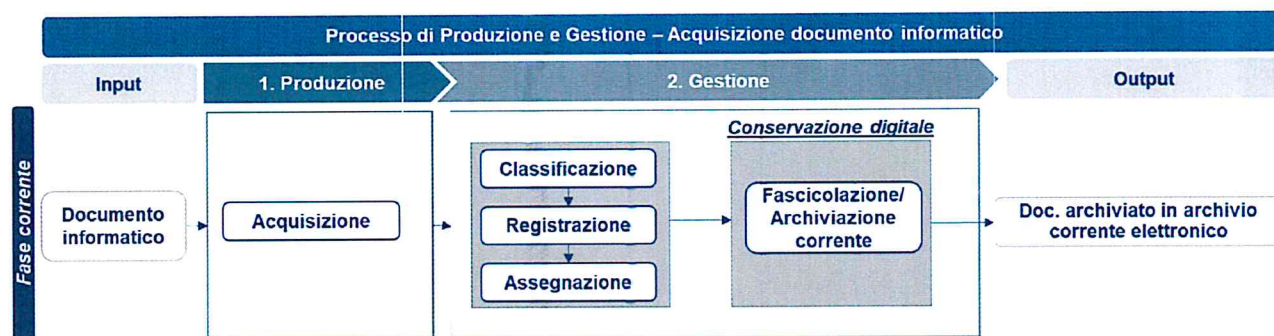 Processo di Produzione e Gestione – Acquisizione documento informatico
Input
1. Produzione
2. Gestione
Output
Fase corrente
Documento
informatico
Acquisizione
Classificazione
Registrazione
Assegnazione
Conservazione digitale
Fascicolazione/
Archiviazione
corrente
Doc. archiviato in archivio
corrente elettronico